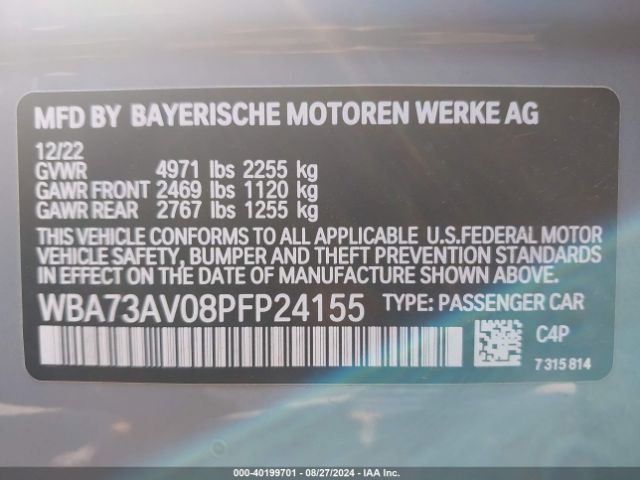 MFD BY BAYERISCHE MOTOREN WERKE AG
12/22
GVWR 4971 lbs 2255 kg
GAWR FRONT 2469 lbs 1120 kg
GAWR REAR 2767 lbs 1255 kg
THIS VEHICLE CONFORMS TO ALL APPLICABLE U.S.FEDERAL MOTOR
VEHICLE SAFETY, BUMPER AND THEFT PREVENTION STANDARDS
IN EFFECT ON THE DATE OF MANUFACTURE SHOWN ABOVE.
WBA73AV08PFP24155 TYPE: PASSENGER CAR
C4P
7315814
000-40199701 - 08/27/2024 - IAA Inc.